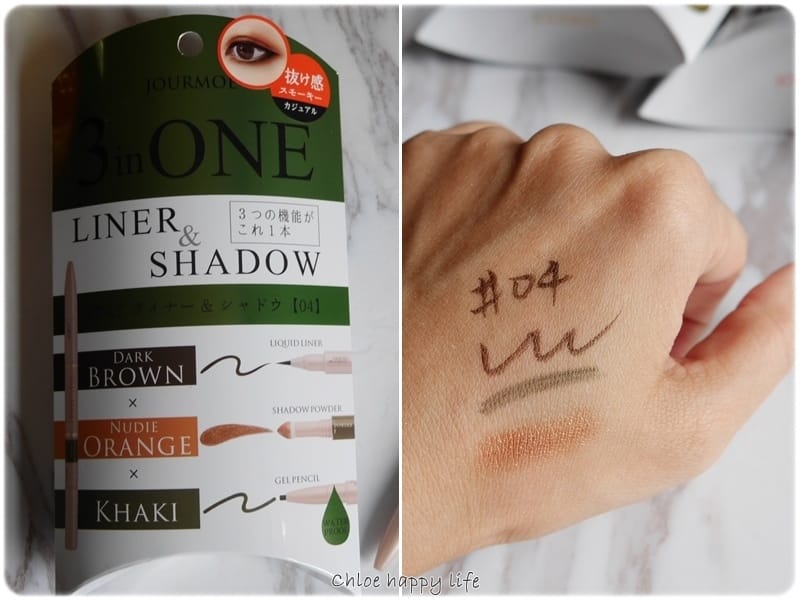 JOURMOE
抜け感
スモーキー
カジュアル
3 in ONE
LINER
&
SHADOW
3つの機能が
これ1本
ライナー&シャドウ【04】
DARK
BROWN
LIQUID LINER
×
NUDIE
ORANGE
SHADOW POWDER
×
KHAKI
GEL PENCIL
WATER
PROOF
#04
Chloe happy life